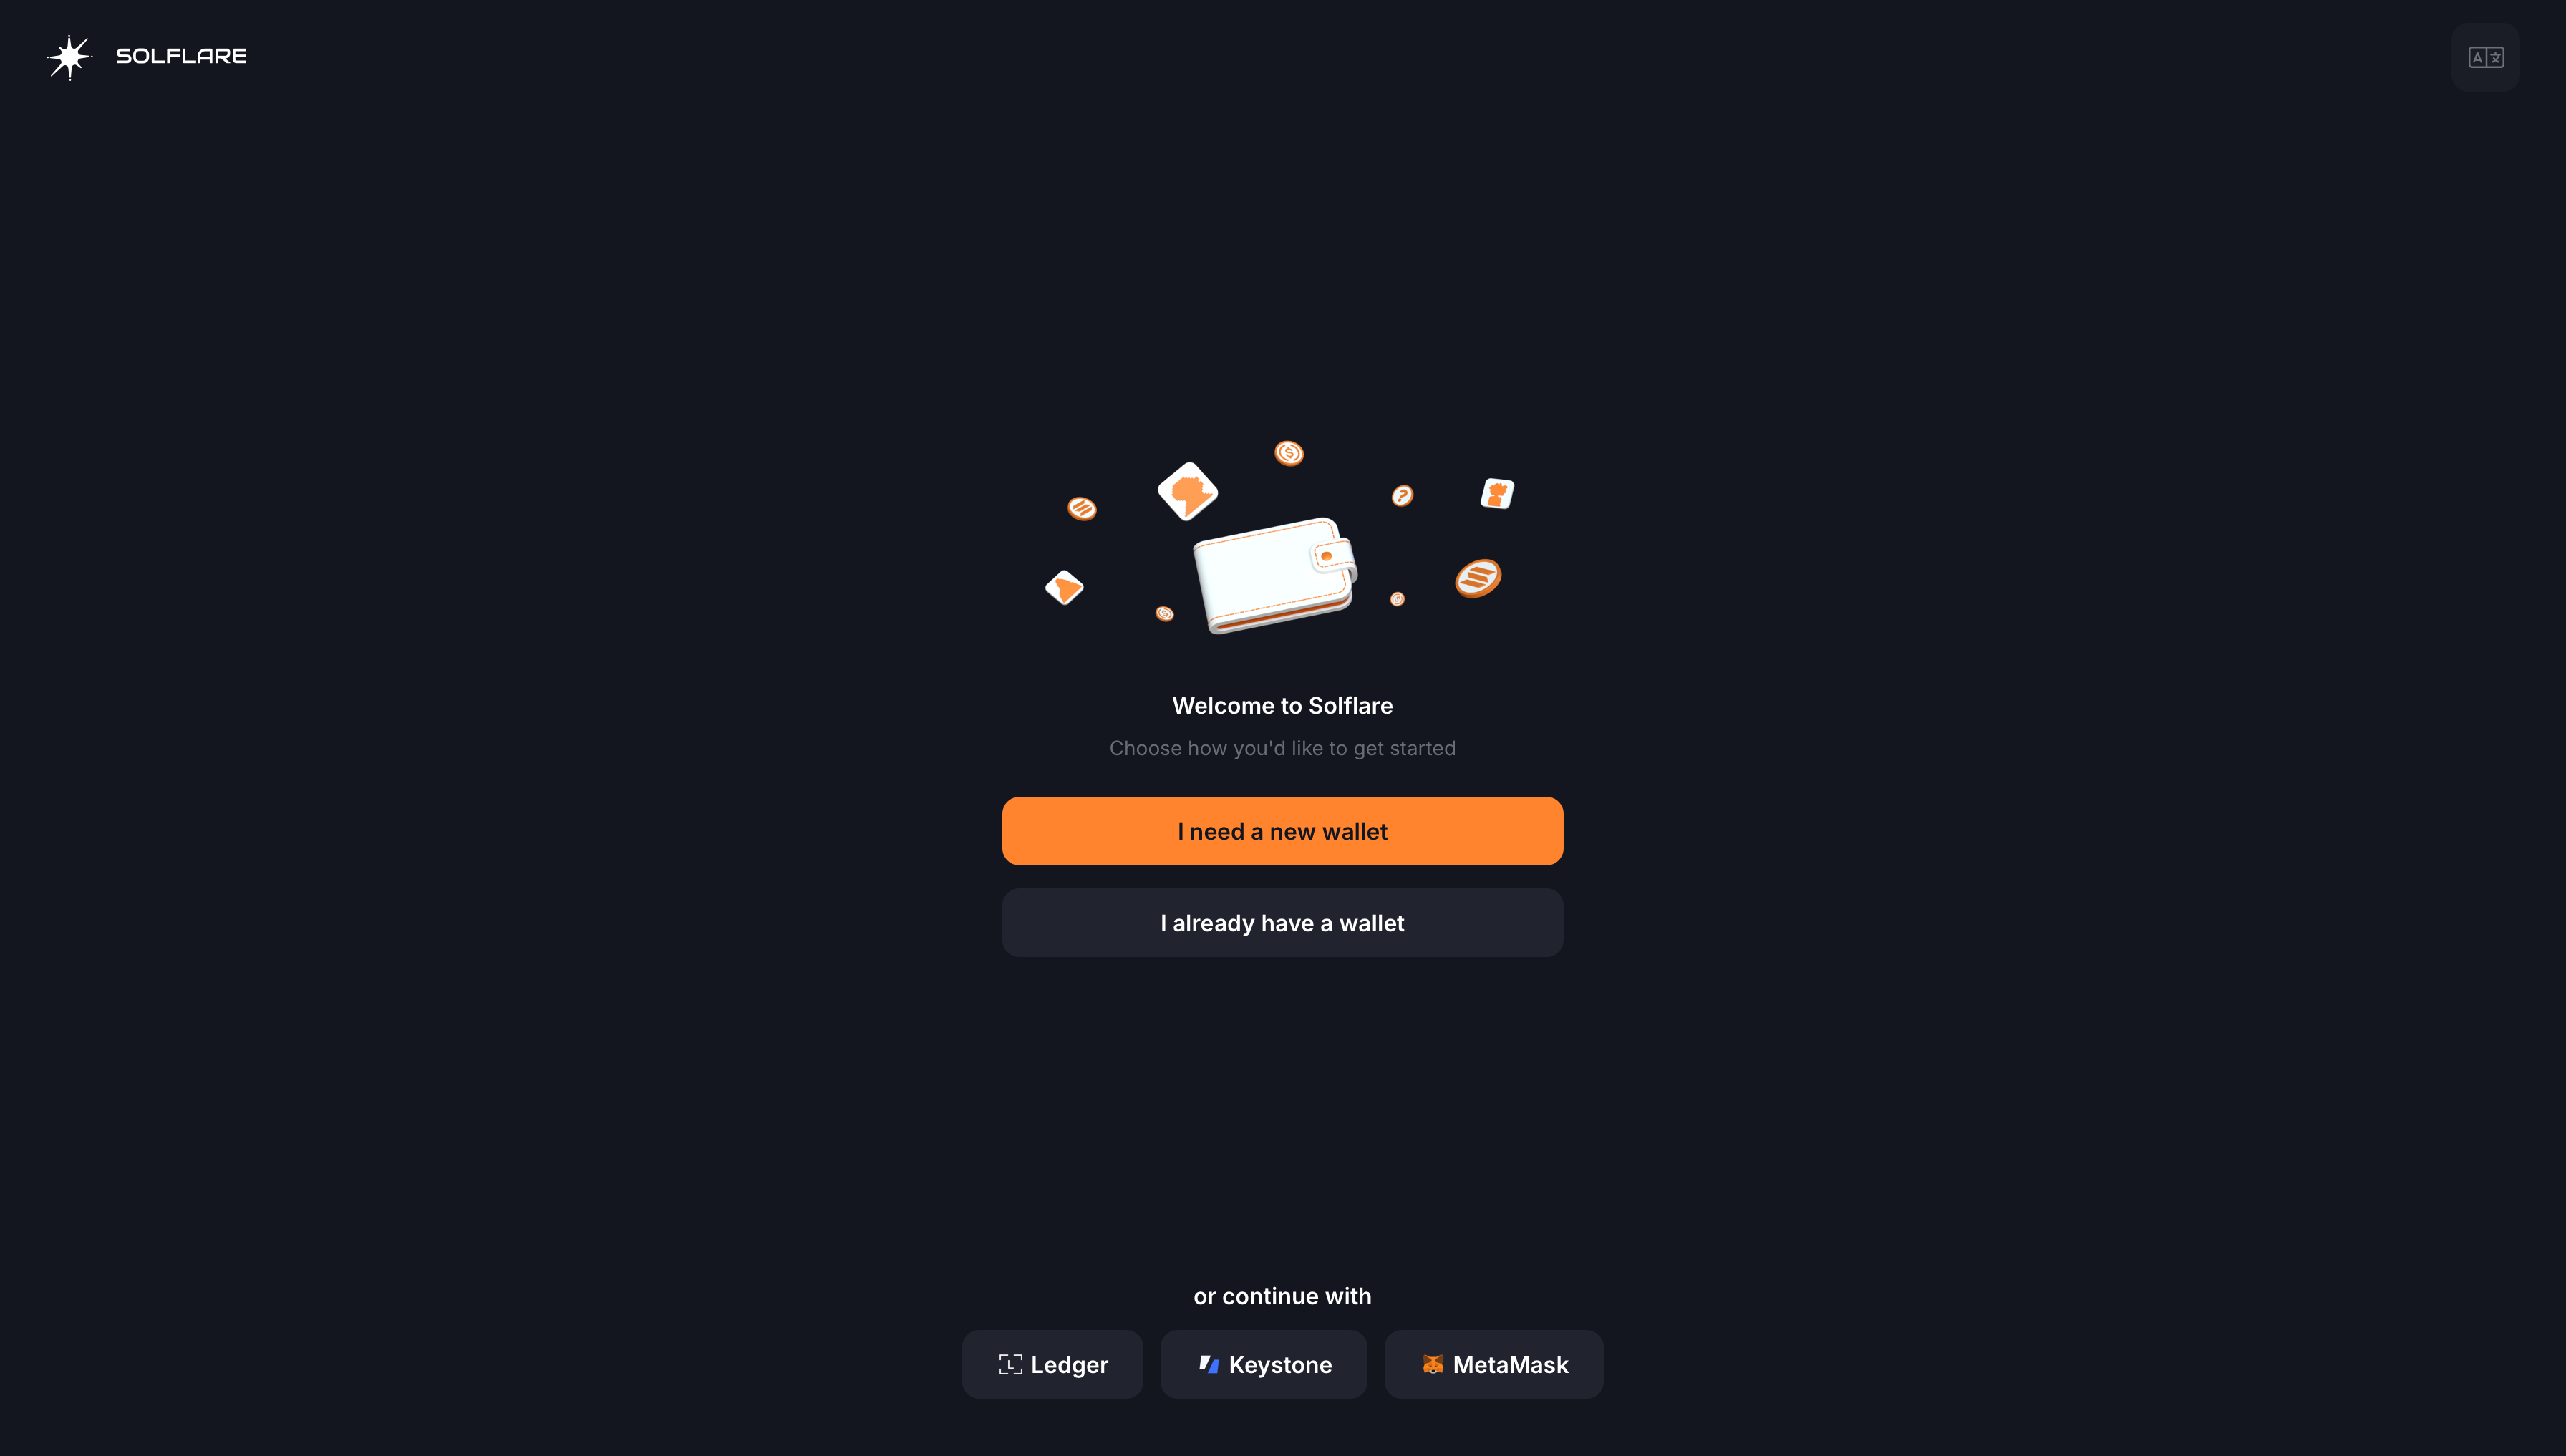 SOLFLARE
A 文
Welcome to Solflare
Choose how you'd like to get started
I need a new wallet
I already have a wallet
or continue with
Ledger
Keystone
MetaMask